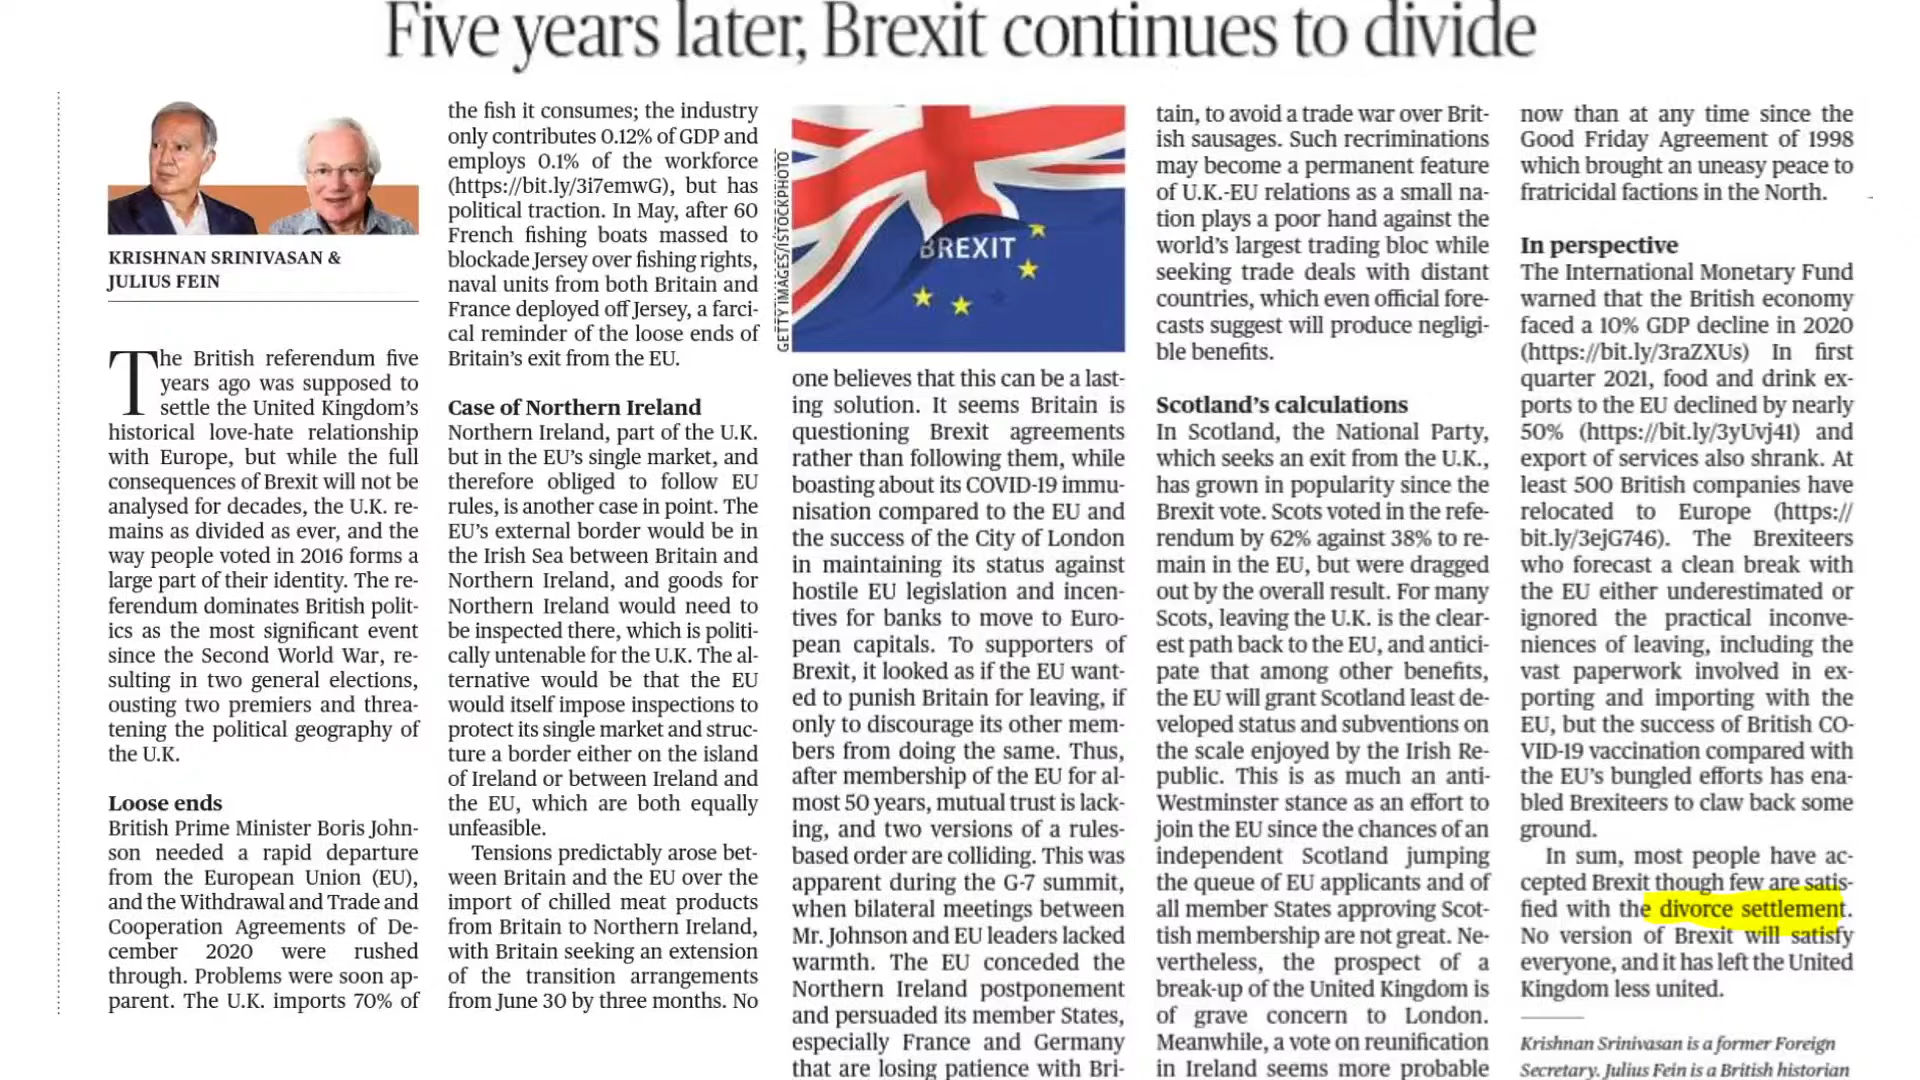 Five years later, Brexit continues to divide
KRISHNAN SRINIVASAN &
JULIUS FEIN
The British referendum five
years ago was supposed to
settle the United Kingdom's
historical love-hate relationship
with Europe, but while the full
consequences of Brexit will not be
analysed for decades, the U.K. re-
mains as divided as ever, and the
way people voted in 2016 forms a
large part of their identity. The re-
ferendum dominates British polit-
ics as the most significant event
since the Second World War, re-
sulting in two general elections,
ousting two premiers and threa-
tening the political geography of
the U.K.
Loose ends
British Prime Minister Boris John-
son needed a rapid departure
from the European Union (EU),
and the Withdrawal and Trade and
Cooperation Agreements of De-
cember 2020 were rushed
through. Problems were soon ap-
parent. The U.K. imports 70% of
the fish it consumes; the industry
only contributes 0.12% of GDP and
employs 0.1% of the workforce
(https://bit.ly/3i7emwG), but has
political traction. In May, after 60
French fishing boats massed to
blockade Jersey over fishing rights,
naval units from both Britain and
France deployed off Jersey, a farci-
cal reminder of the loose ends of
Britain's exit from the EU.
Case of Northern Ireland
Northern Ireland, part of the U.K.
but in the EU's single market, and
therefore obliged to follow EU
rules, is another case in point. The
EU's external border would be in
the Irish Sea between Britain and
Northern Ireland, and goods for
Northern Ireland would need to
be inspected there, which is politi-
cally untenable for the U.K. The al-
ternative would be that the EU
would itself impose inspections to
protect its single market and struc-
ture a border either on the island
of Ireland or between Ireland and
the EU, which are both equally
unfeasible.
Tensions predictably arose bet-
ween Britain and the EU over the
import of chilled meat products
from Britain to Northern Ireland,
with Britain seeking an extension
of the transition arrangements
from June 30 by three months. No
GETTY IMAGES/ISTOCKPHOTO
BREXIT
one believes that this can be a last-
ing solution. It seems Britain is
questioning Brexit agreements
rather than following them, while
boasting about its COVID-19 immu-
nisation compared to the EU and
the success of the City of London
in maintaining its status against
hostile EU legislation and incen-
tives for banks to move to Euro-
pean capitals. To supporters of
Brexit, it looked as if the EU want-
ed to punish Britain for leaving, if
only to discourage its other mem-
bers from doing the same. Thus,
after membership of the EU for al-
most 50 years, mutual trust is lack-
ing, and two versions of a rules-
based order are colliding. This was
apparent during the G-7 summit,
when bilateral meetings between
Mr. Johnson and EU leaders lacked
warmth. The EU conceded the
Northern Ireland postponement
and persuaded its member States,
especially France and Germany
that are losing patience with Bri-
tain, to avoid a trade war over Brit-
ish sausages. Such recriminations
may become a permanent feature
of U.K.-EU relations as a small na-
tion plays a poor hand against the
world's largest trading bloc while
seeking trade deals with distant
countries, which even official fore-
casts suggest will produce negligi-
ble benefits.
Scotland's calculations
In Scotland, the National Party,
which seeks an exit from the U.K.,
has grown in popularity since the
Brexit vote. Scots voted in the refe-
rendum by 62% against 38% to re-
main in the EU, but were dragged
out by the overall result. For many
Scots, leaving the U.K. is the clear-
est path back to the EU, and antici-
pate that among other benefits,
the EU will grant Scotland least de-
veloped status and subventions on
the scale enjoyed by the Irish Re-
public. This is as much an anti-
Westminster stance as an effort to
join the EU since the chances of an
independent Scotland jumping
the queue of EU applicants and of
all member States approving Scot-
tish membership are not great. Ne-
vertheless, the prospect of a
break-up of the United Kingdom is
of grave concern to London.
Meanwhile, a vote on reunification
in Ireland seems more probable
now than at any time since the
Good Friday Agreement of 1998
which brought an uneasy peace to
fratricidal factions in the North.
In perspective
The International Monetary Fund
warned that the British economy
faced a 10% GDP decline in 2020
(https://bit.ly/3raZXUs) In first
quarter 2021, food and drink ex-
ports to the EU declined by nearly
50% (https://bit.ly/3yUvj41) and
export of services also shrank. At
least 500 British companies have
relocated to Europe (https://
bit.ly/3ejG746). The Brexiteers
who forecast a clean break with
the EU either underestimated or
ignored the practical inconve-
niences of leaving, including the
vast paperwork involved in ex-
porting and importing with the
EU, but the success of British CO-
VID-19 vaccination compared with
the EU's bungled efforts has ena-
bled Brexiteers to claw back some
ground.
In sum, most people have ac-
cepted Brexit though few are satis-
fied with the divorce settlement.
No version of Brexit will satisfy
everyone, and it has left the United
Kingdom less united.
Krishnan Srinivasan is a former Foreign
Secretary. Julius Fein is a British historian